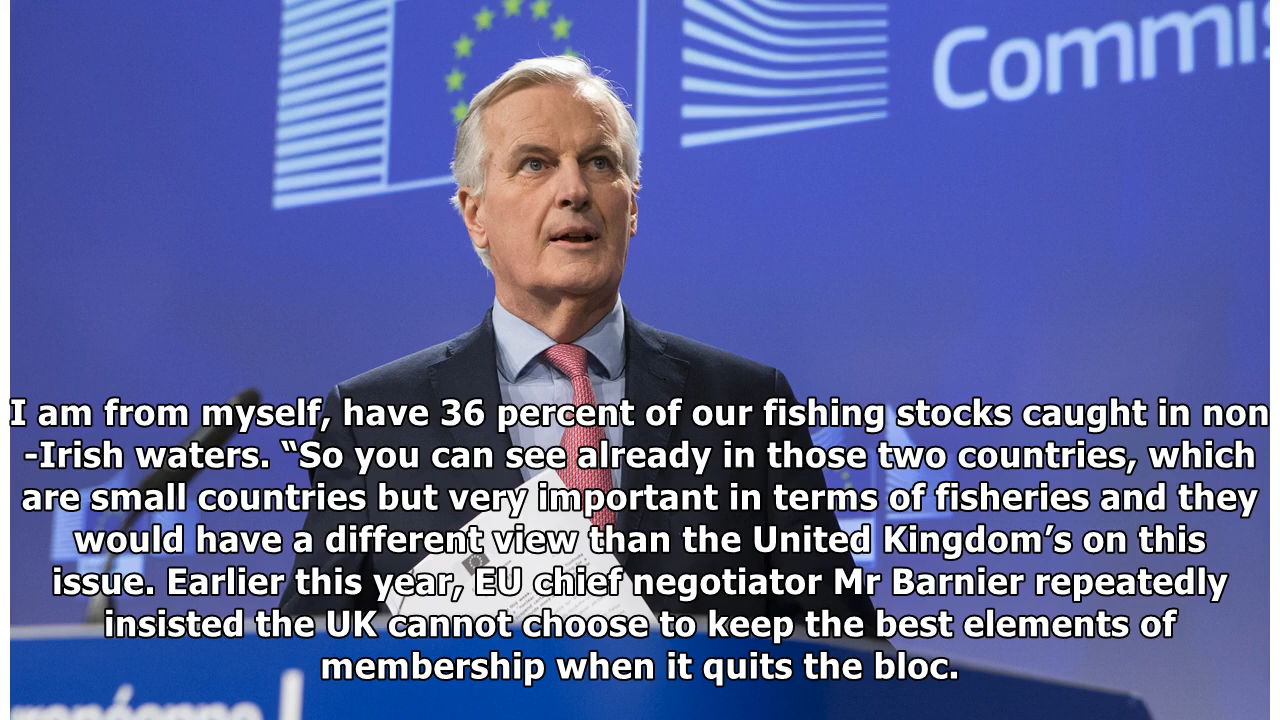 Commis
I am from myself, have 36 percent of our fishing stocks caught in non
-Irish waters. “So you can see already in those two countries, which
are small countries but very important in terms of fisheries and they
would have a different view than the United Kingdom’s on this
issue. Earlier this year, EU chief negotiator Mr Barnier repeatedly
insisted the UK cannot choose to keep the best elements of
membership when it quits the bloc.